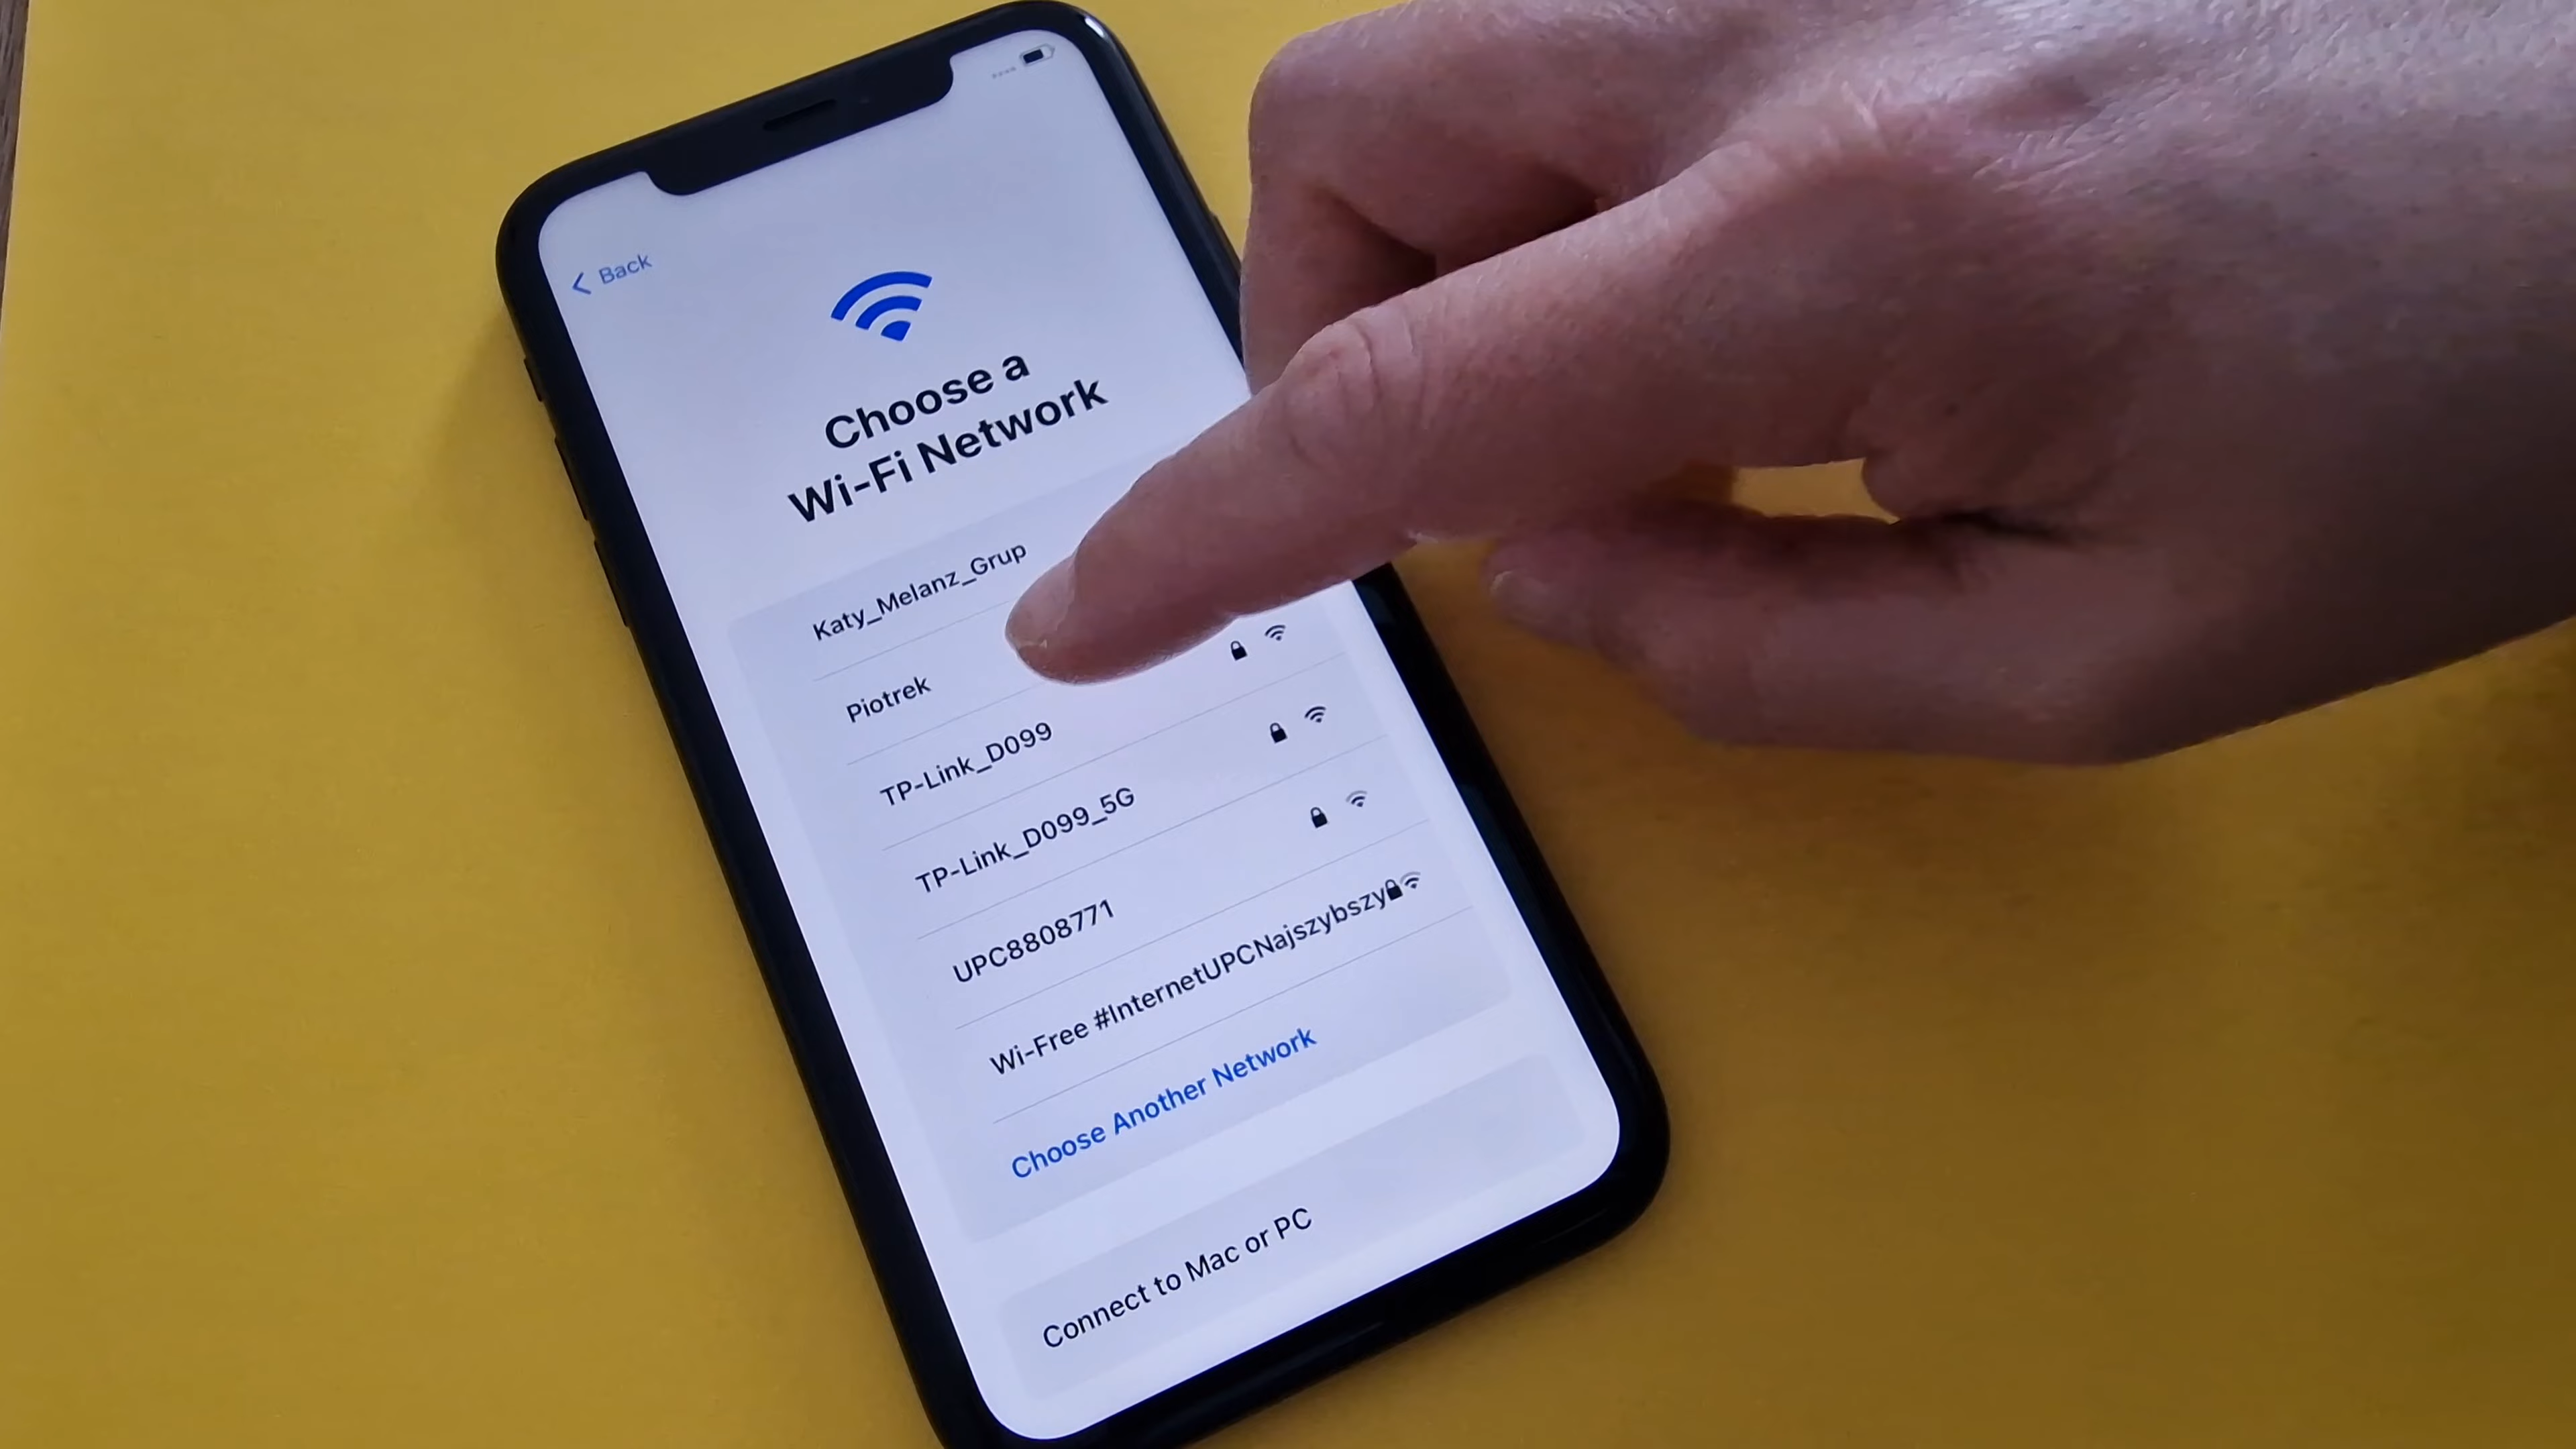 Back
Choose a
Wi-Fi Network
Katy_Melanz_Grup
Piotrek
TP-Link_D099
TP-Link_D099_5G
UPC8808771
Wi-Free #InternetUPCNajszybszy
Choose Another Network
Connect to Mac or PC